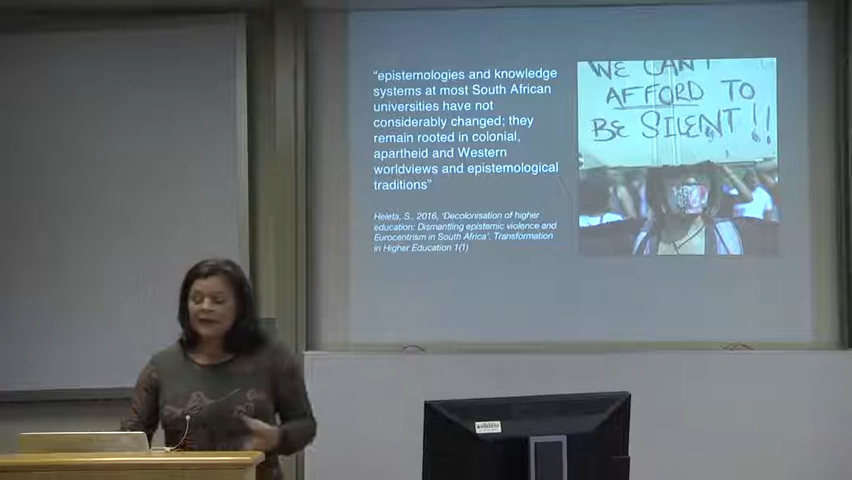 "epistemologies and knowledge
systems at most South African
universities have not
considerably changed; they
remain rooted in colonial,
apartheid and Western
worldviews and epistemological
traditions"
Heleta, S., 2016, 'Decolonisation of higher
education: Dismantling epistemic violence and
Eurocentrism in South Africa', Transformation
in Higher Education 1(1)
WE CAN'T
AFFORD TO
BE SILENT!!